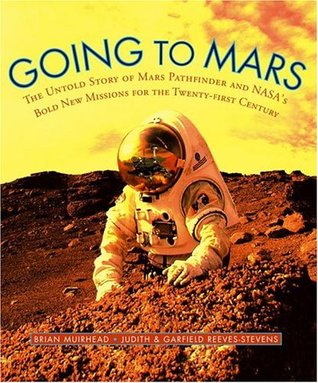 GOING TO MARS
THE UNTOLD STORY OF MARS PATHFINDER AND NASA'S
BOLD NEW MISSIONS FOR THE TWENTY-FIRST CENTURY
BRIAN MUIRHEAD • JUDITH & GARFIELD REEVES-STEVENS